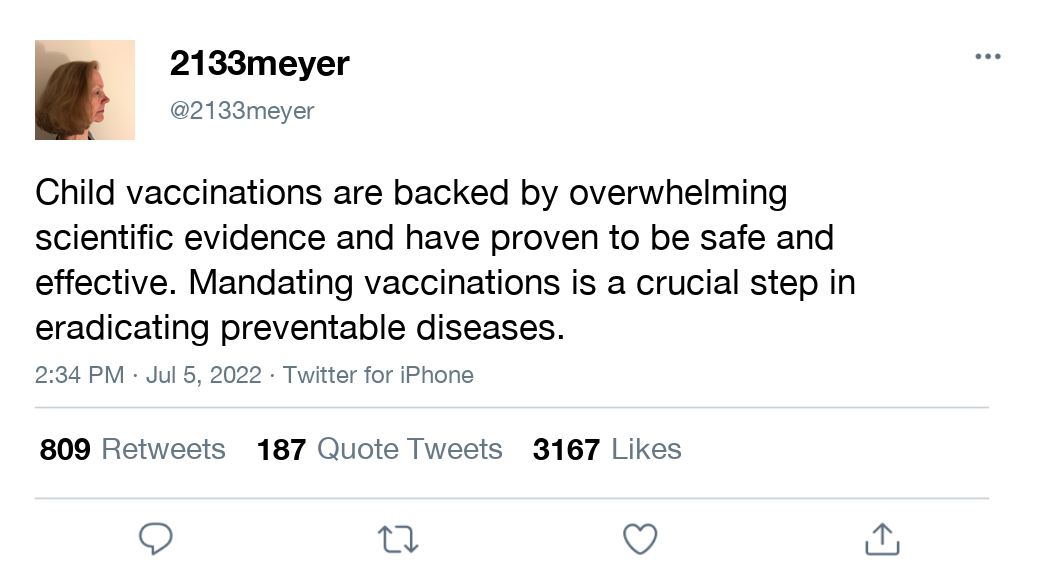 2133meyer
@2133meyer
Child vaccinations are backed by overwhelming
scientific evidence and have proven to be safe and
effective. Mandating vaccinations is a crucial step in
eradicating preventable diseases.
2:34 PM · Jul 5, 2022 · Twitter for iPhone
809 Retweets 187 Quote Tweets 3167 Likes